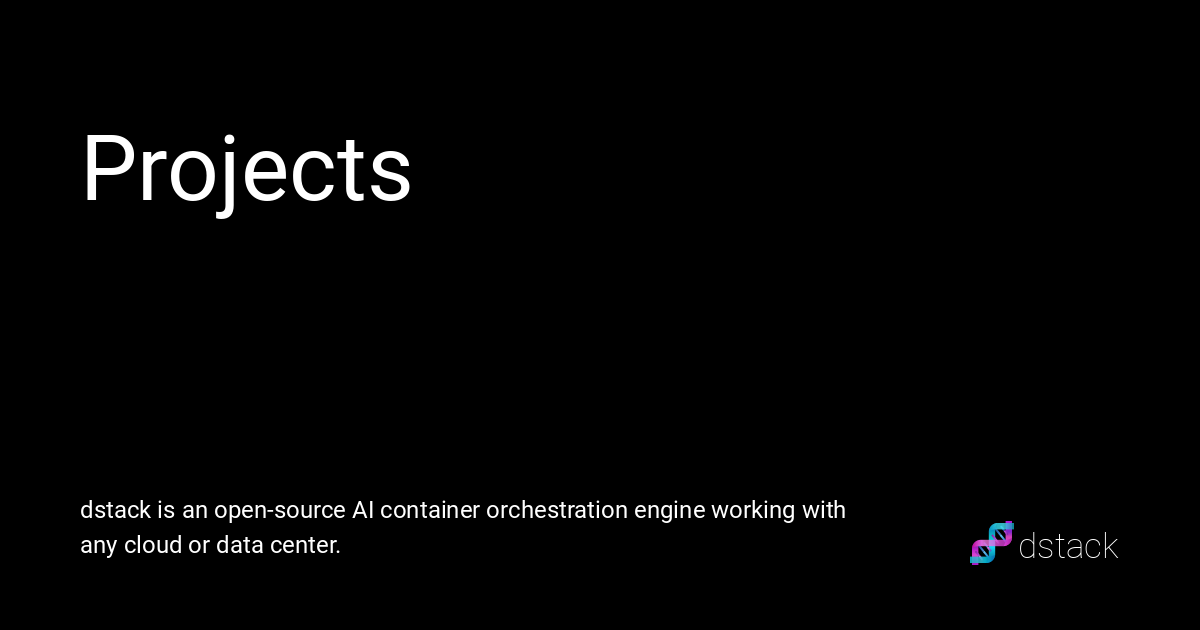 Projects
dstack is an open-source AI container orchestration engine working with
any cloud or data center.
dstack